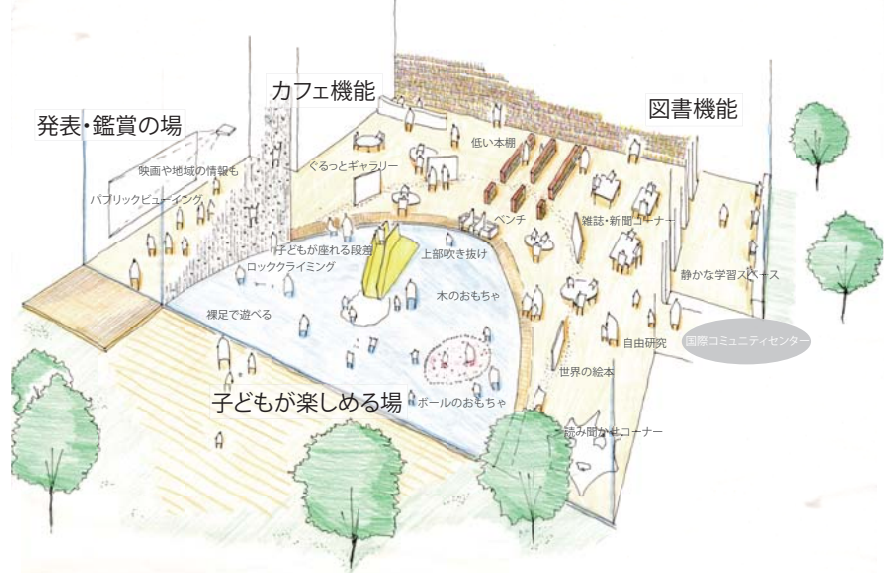 カフェ機能
図書機能
発表・鑑賞の場
低い本棚
映画や地域の情報も
ぐるっとギャラリー
パブリックビューイング
ベンチ
雑誌・新聞コーナー
子どもが座れる段差
上部吹き抜け
ロッククライミング
静かな学習スペース
木のおもちゃ
裸足で遊べる
自由研究
国際コミュニティセンター
世界の絵本
子どもが楽しめる場
ボールのおもちゃ
読み聞かせコーナー